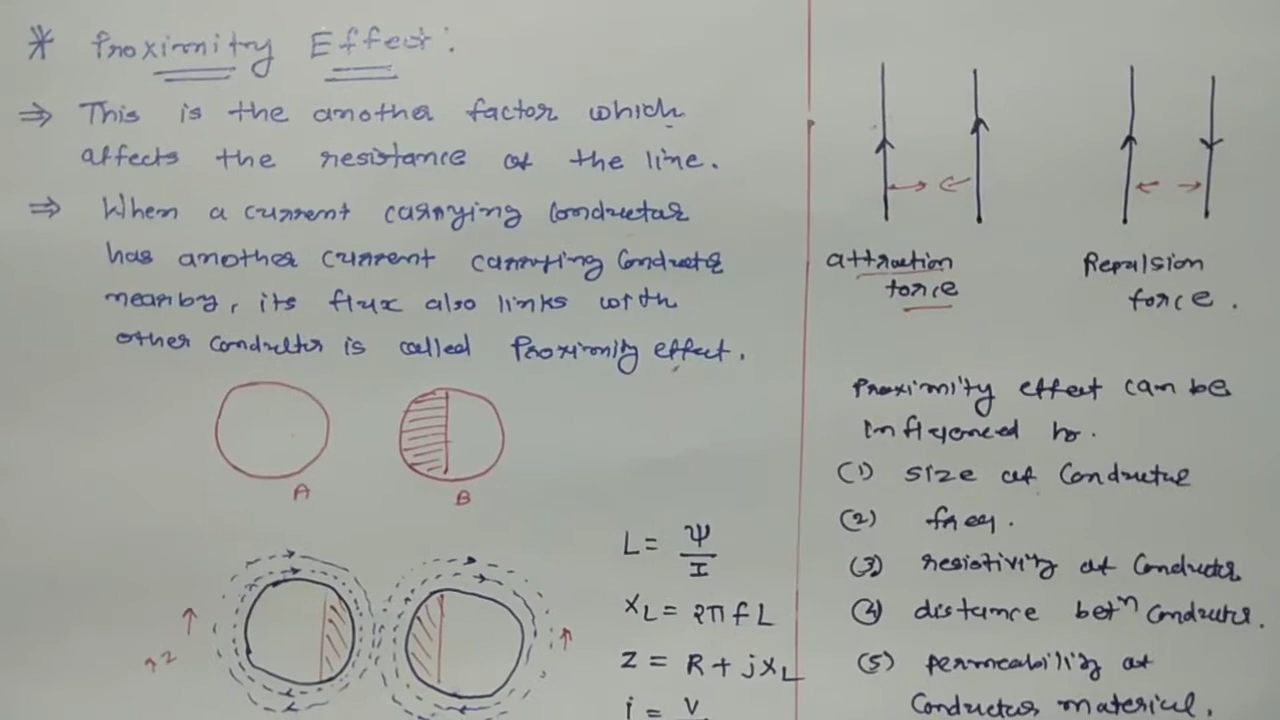 * Proximity Effect:
⇒ This is the another factor which
affects the resistance of the line.
⇒ When a current carrying conductor
has another current carrying conductor
nearby, its flux also links with
other conductor is called Proximity effect.
A
B
L = Ψ/I
XL = 2πfL
Z = R + jXL
i = V
↑Z
attraction
force
Repulsion
force.
Proximity effect can be
influenced by.
(1) size of conductor
(2) freq.
(3) resistivity of conductor
(4) distance betⁿ conductor.
(5) permeability of
conductor material.